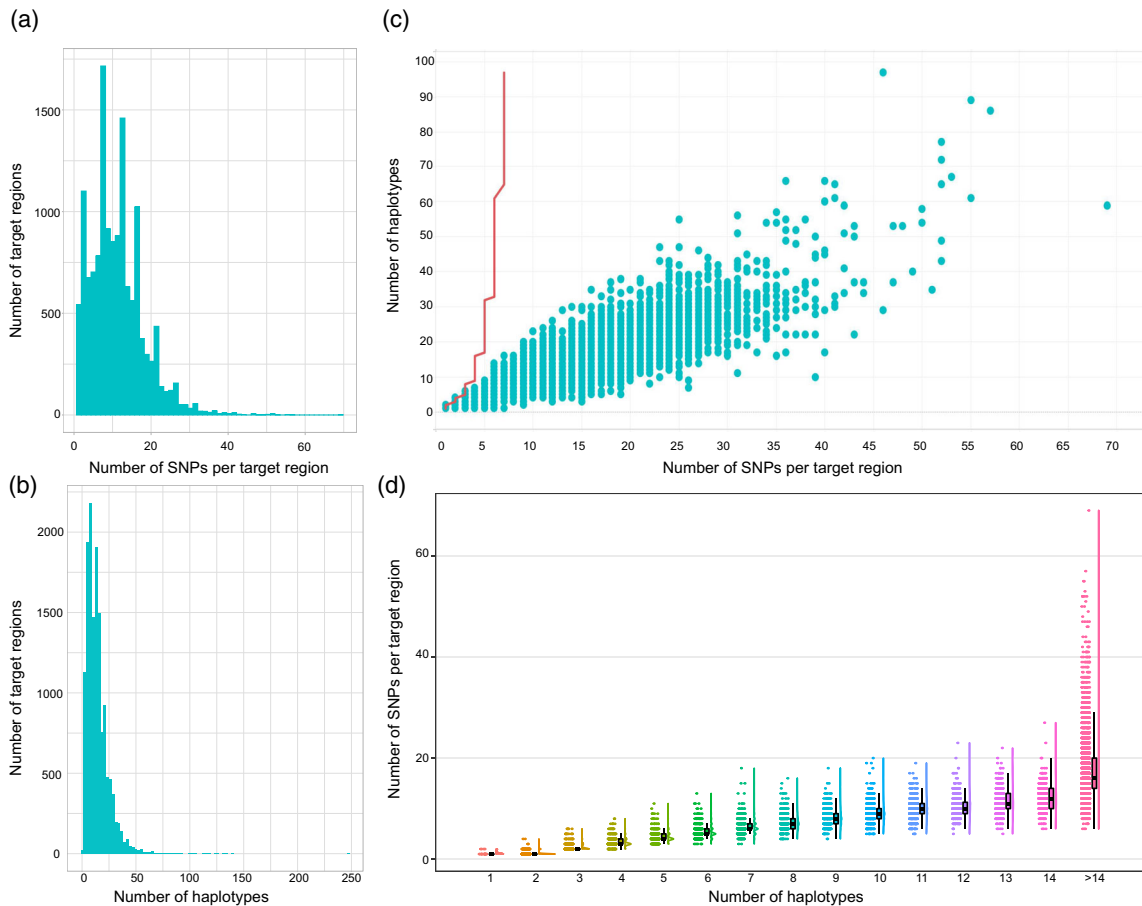 (a)
1500
1000
500
0
0 20 40 60
Number of target regions
Number of SNPs per target region
(b)
2000
1500
1000
500
0
0 25 50 75 100 125 150 175 200 225 250
Number of target regions
Number of haplotypes
(c)
100
90
80
70
60
50
40
30
20
10
0
0 5 10 15 20 25 30 35 40 45 50 55 60 65 70
Number of haplotypes
Number of SNPs per target region
(d)
60
40
20
0
1 2 3 4 5 6 7 8 9 10 11 12 13 14 >14
Number of SNPs per target region
Number of haplotypes